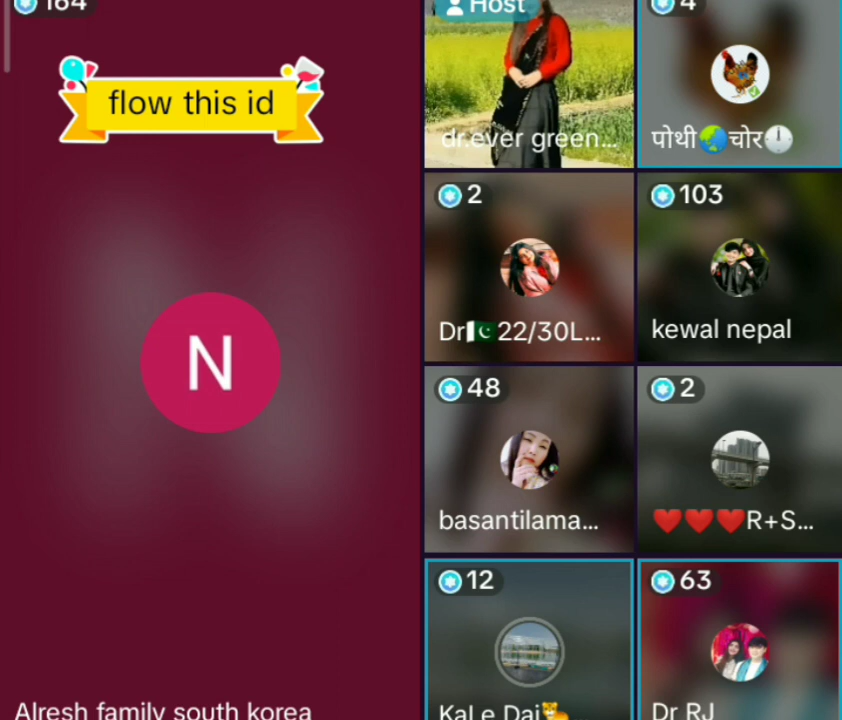 164
flow this id
N
Alresh family south korea
Host
dr.ever green...
4
पोथी🌏चोर🕛
2
Dr🇵🇰22/30L...
103
kewal nepal
48
basantilama...
2
❤️❤️❤️R+S...
12
KaLe Dai🐯...
63
Dr RJ